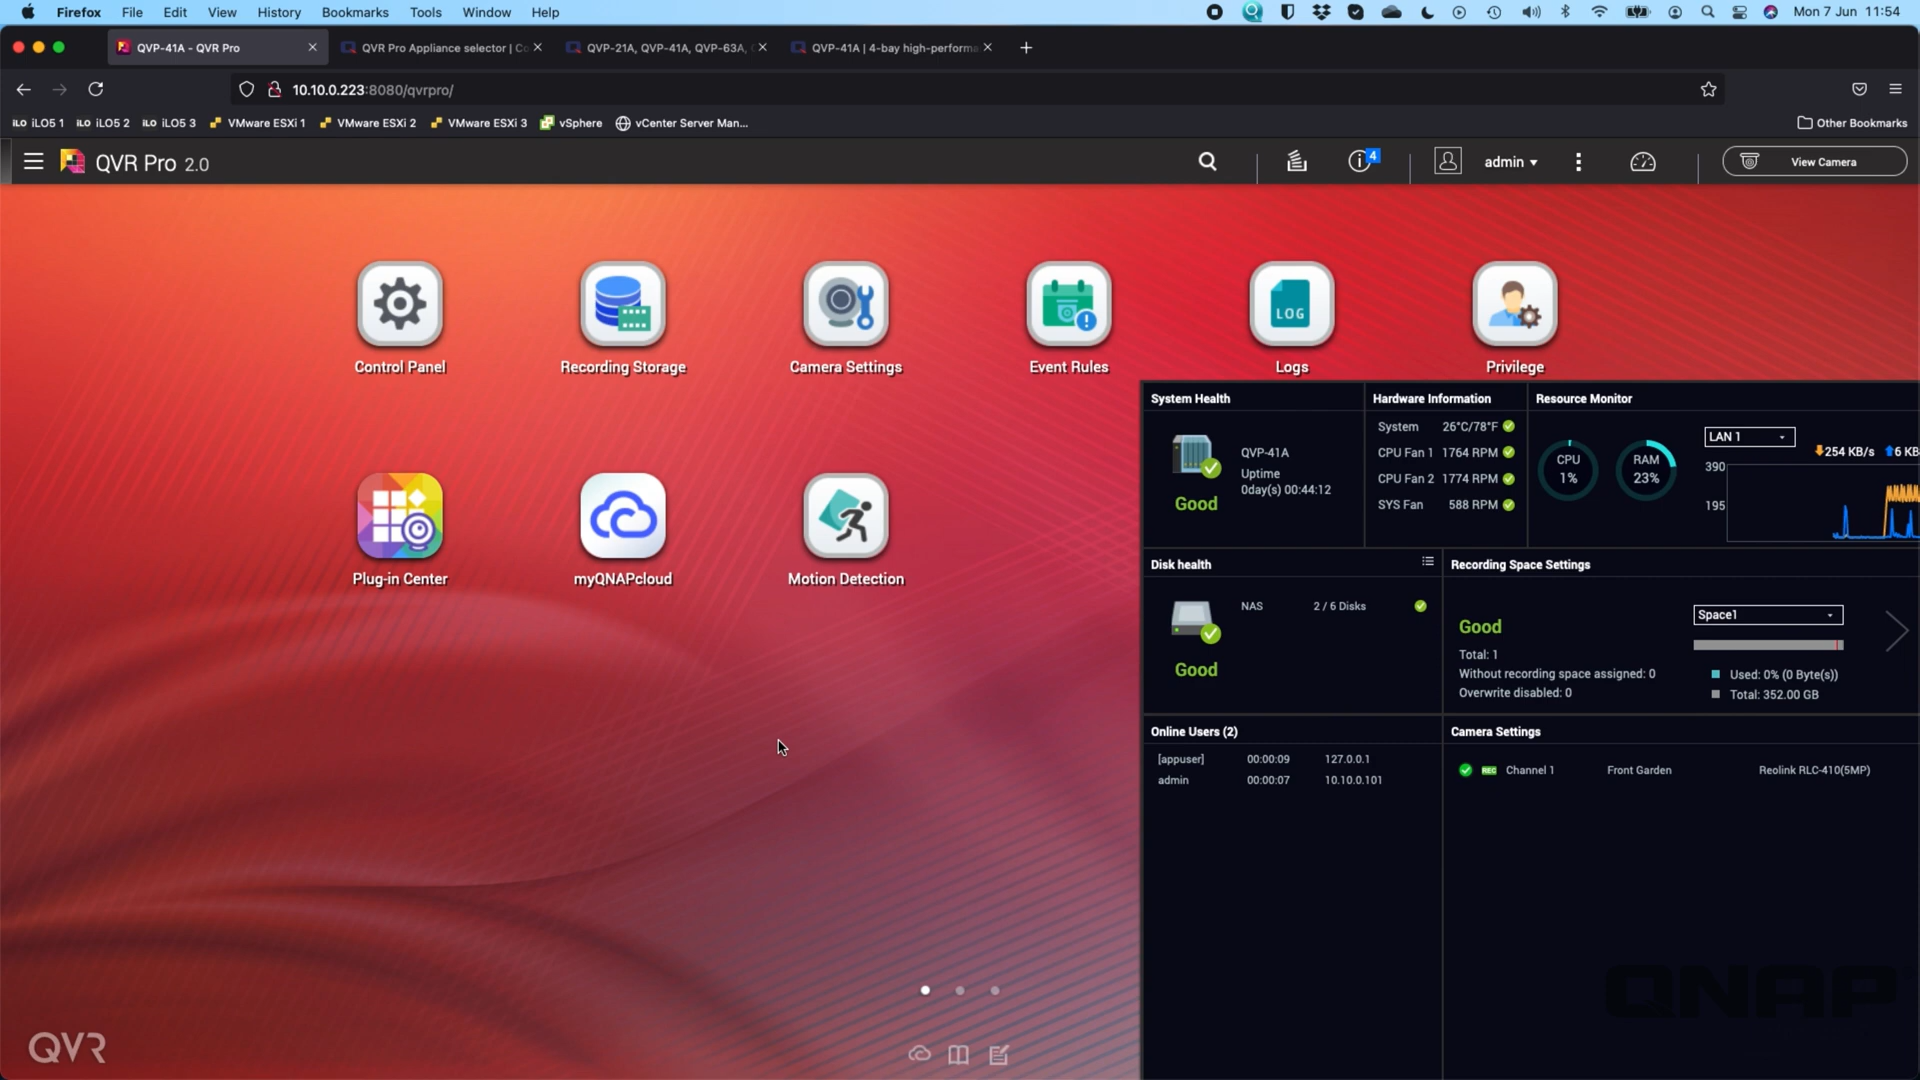 Firefox File Edit View History Bookmarks Tools Window Help Mon 7 Jun 11:54
QVP-41A - QVR Pro QVR Pro Appliance selector | Co QVP-21A, QVP-41A, QVP-63A, QVP-41A | 4-bay high-performa
10.10.0.223:8080/qvrpro/
iLO iLO5 1 iLO iLO5 2 iLO iLO5 3 VMware ESXi 1 VMware ESXi 2 VMware ESXi 3 vSphere vCenter Server Man... Other Bookmarks
QVR Pro 2.0 4 admin View Camera
LOG
Control Panel Recording Storage Camera Settings Event Rules Logs Privilege
Plug-in Center myQNAPcloud Motion Detection
System Health
QVP-41A
Uptime
0day(s) 00:44:12
Good
Hardware Information
System 26°C/78°F
CPU Fan 1 1764 RPM
CPU Fan 2 1774 RPM
SYS Fan 588 RPM
Resource Monitor
CPU
1%
RAM
23%
LAN 1
254 KB/s 6 KB
390
195
Disk health
NAS 2 / 6 Disks
Good
Recording Space Settings
Good
Total: 1
Without recording space assigned: 0
Overwrite disabled: 0
Space1
Used: 0% (0 Byte(s))
Total: 352.00 GB
Online Users (2)
[appuser] 00:00:09 127.0.0.1
admin 00:00:07 10.10.0.101
Camera Settings
REC Channel 1 Front Garden Reolink RLC-410(5MP)
QNAP
QVR